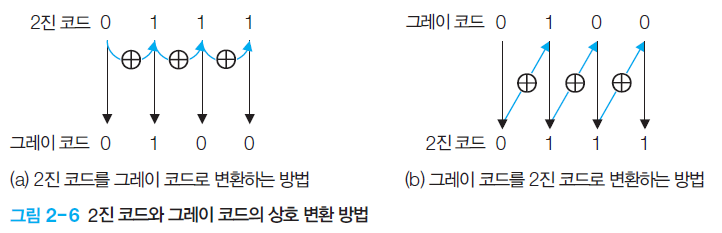 2진 코드 0 1 1 1
그레이 코드 0 1 0 0
(a) 2진 코드를 그레이 코드로 변환하는 방법
그레이 코드 0 1 0 0
2진 코드 0 1 1 1
(b) 그레이 코드를 2진 코드로 변환하는 방법
그림 2-6 2진 코드와 그레이 코드의 상호 변환 방법